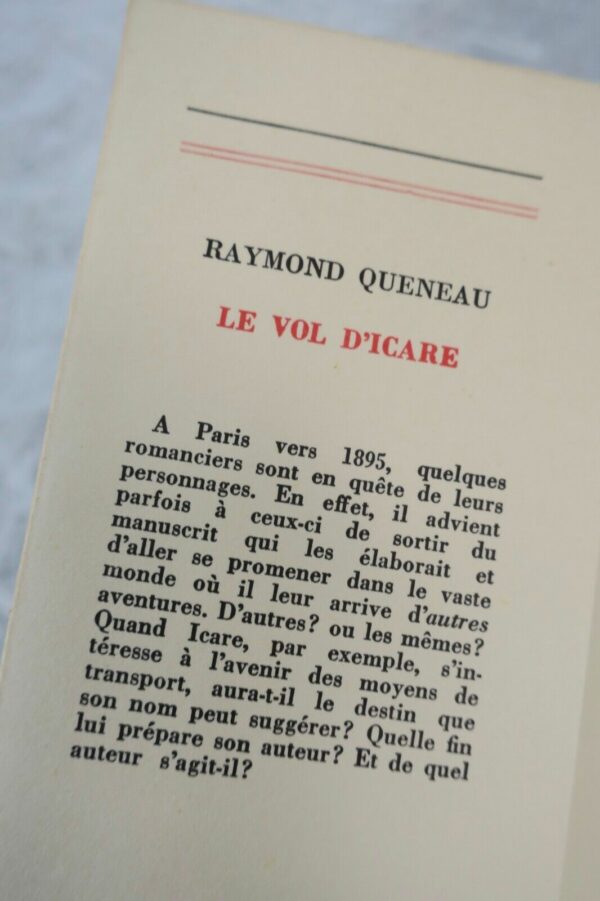 RAYMOND QUENEAU
LE VOL D'ICARE
A Paris vers 1895, quelques
romanciers sont en quête de leurs
personnages. En effet, il advient
parfois à ceux-ci de sortir du
manuscrit qui les élaborait et
d'aller se promener dans le vaste
monde où il leur arrive d'autres
aventures. D'autres? ou les mêmes?
Quand Icare, par exemple, s'in-
téresse à l'avenir des moyens de
transport, aura-t-il le destin que
son nom peut suggérer? Quelle fin
lui prépare son auteur? Et de quel
auteur s'agit-il?